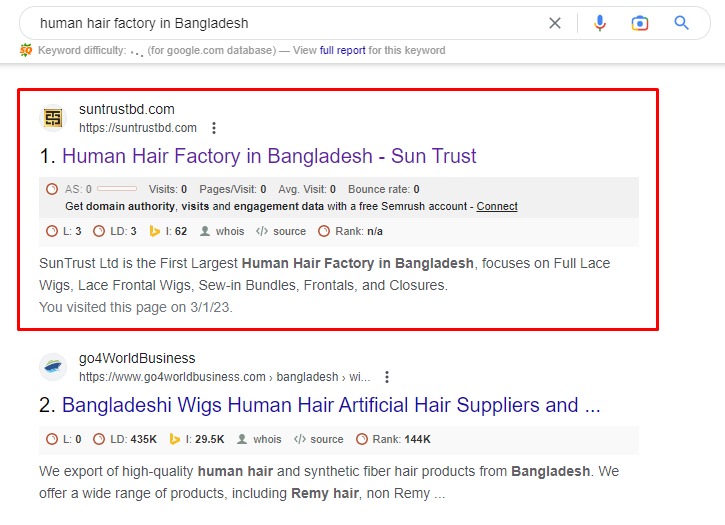 human hair factory in Bangladesh
Keyword difficulty: . . . (for google.com database) — View full report for this keyword
suntrustbd.com
https://suntrustbd.com
1. Human Hair Factory in Bangladesh - Sun Trust
AS: 0 Visits: 0 Pages/Visit: 0 Avg. Visit: 0 Bounce rate: 0
Get domain authority, visits and engagement data with a free Semrush account - Connect
L: 3 LD: 3 I: 62 whois </> source Rank: n/a
SunTrust Ltd is the First Largest Human Hair Factory in Bangladesh, focuses on Full Lace
Wigs, Lace Frontal Wigs, Sew-in Bundles, Frontals, and Closures.
You visited this page on 3/1/23.
go4WorldBusiness
https://www.go4worldbusiness.com › bangladesh › wi...
2. Bangladeshi Wigs Human Hair Artificial Hair Suppliers and ...
L: 0 LD: 435K I: 29.5K whois </> source Rank: 144K
We export of high-quality human hair and synthetic fiber hair products from Bangladesh. We
offer a wide range of products, including Remy hair, non Remy ...